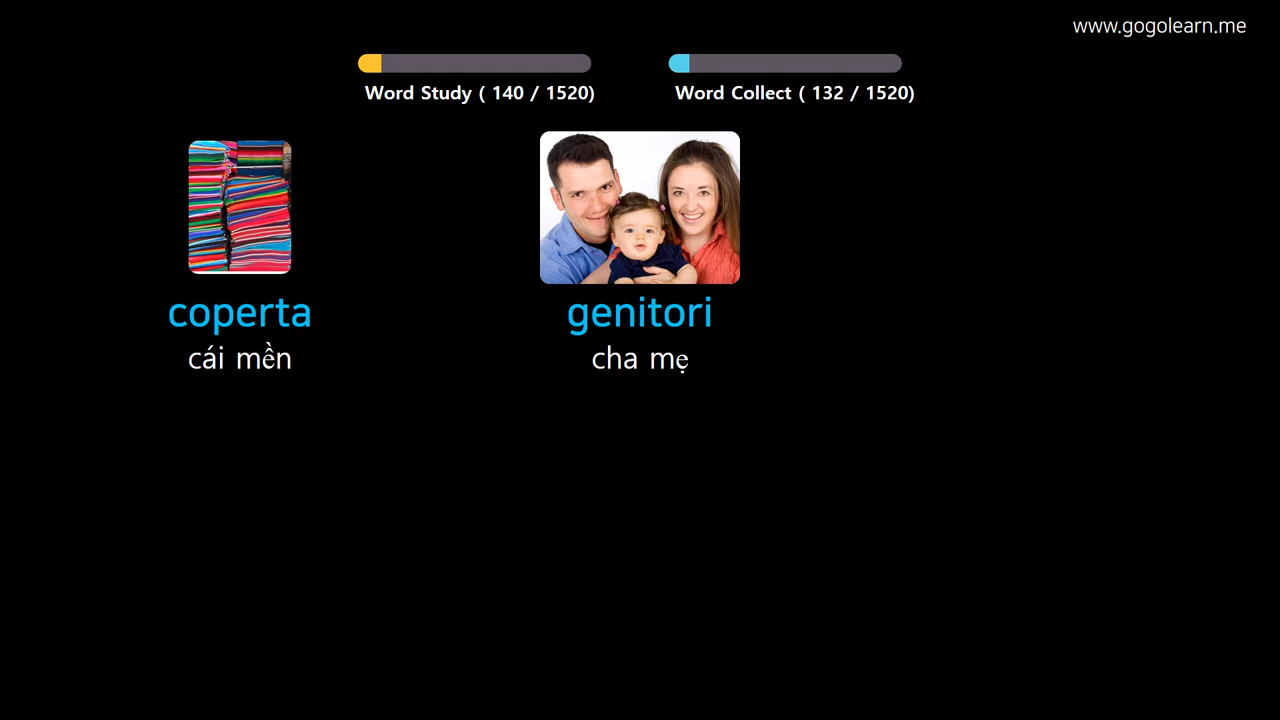 www.gogolearn.me
Word Study ( 140 / 1520)
Word Collect ( 132 / 1520)
coperta
cái mền
genitori
cha mẹ